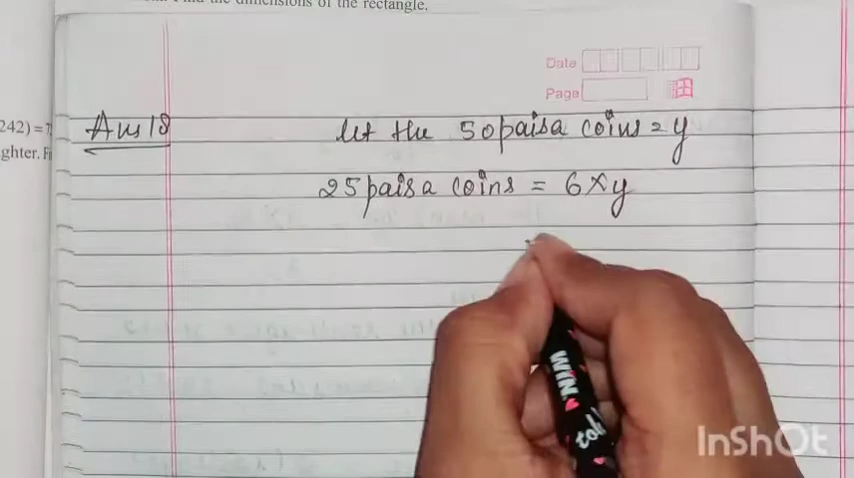 the dimensions of the rectangle.
Date
Page
242) =
ghter.
Ans 18
let the 50paisa coins = y
25paisa coins = 6×y
WIN
InShOt